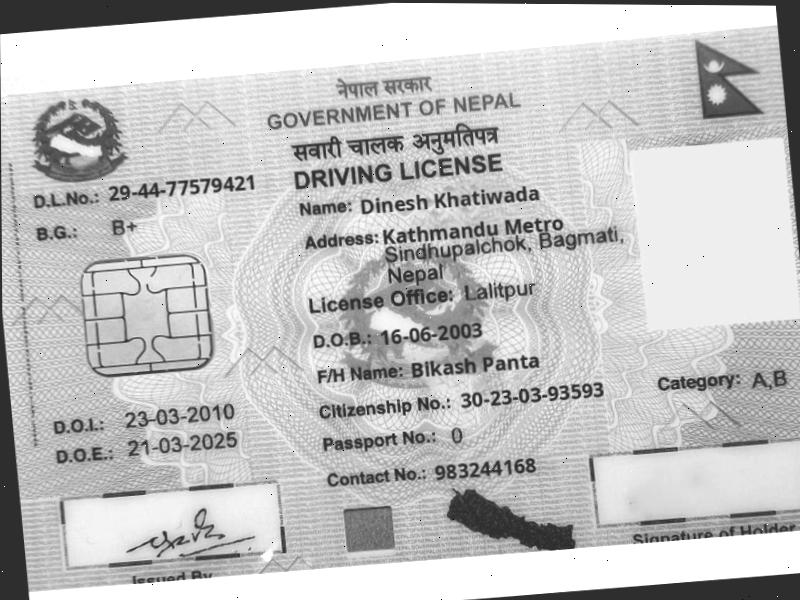 नेपाल सरकार
GOVERNMENT OF NEPAL
सवारी चालक अनुमतिपत्र
DRIVING LICENSE
D.L.No.: 29-44-77579421
B.G.: B+
Name: Dinesh Khatiwada
Address: Kathmandu Metro
Sindhupalchok, Bagmati,
Nepal
License Office: Lalitpur
D.O.B.: 16-06-2003
F/H Name: Bikash Panta
Citizenship No.: 30-23-03-93593
Category: A,B
Passport No.: 0
D.O.I.: 23-03-2010
D.O.E.: 21-03-2025
Contact No.: 983244168
Issued By
Signature of Holder